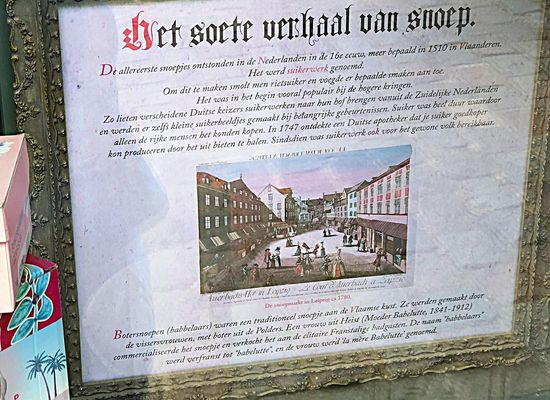 Het soete verhaal van snoep.
De allereerste snoepjes ontstonden in de Nederlanden in de 16e eeuw, meer bepaald in 1510 in Vlaanderen.
Het werd suikerwerk genoemd.
Om dit te maken smolt men rietsuiker en voegde er bepaalde smaken aan toe.
Het was in het begin vooral populair bij de hogere kringen.
Zo lieten verscheidene Duitse keizers suikerwerken naar hun hof brengen vanuit de Zuidelijke Nederlanden
en werden er zelfs kleine suikerbeeldjes gemaakt bij belangrijke gebeurtenissen. Suiker was heel duur waardoor
alleen de rijke mensen het konden kopen. In 1747 ontdekte een Duitse apotheker dat je suiker goedkoper
kon produceren door het uit bieten te halen. Sindsdien was suikerwerk ook voor het gewone volk bereikbaar.
Auerbachs Hof in Leipzig
Le Cour d'Auerbach a Leipzig
De snoepmarkt in Leipzig ca 1780.
Botersnoepen (babbelaars) waren een traditioneel snoepje aan de Vlaamse kust. Ze werden gemaakt door
de vissersvrouwen, met boter uit de Polders. Een vrouw uit Heist (Moeder Babelutte, 1841-1912)
commercialiseerde het snoepje en verkocht het aan de elitaire Franstalige badgasten. De naam "babbelaars"
werd verfranst tot "babelutte", en de vrouw werd 'la mère Babelutte' genoemd.